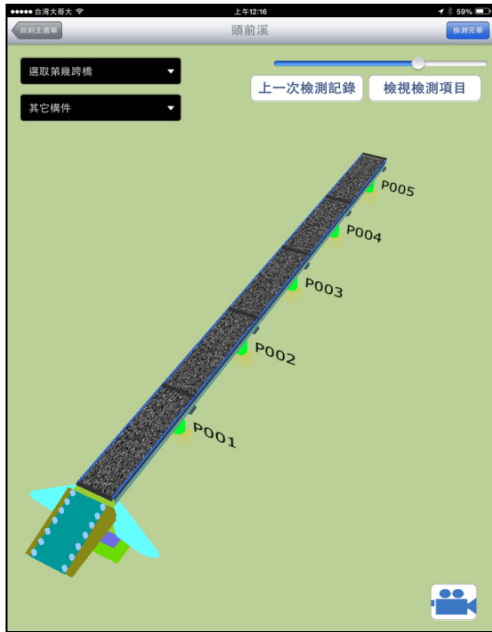 台灣大哥大
上午12:16
59%
回到主選單
頭前溪
檢測完畢
選取第幾跨橋
其它構件
上一次檢測記錄
檢視檢測項目
P005
P004
P003
P002
P001